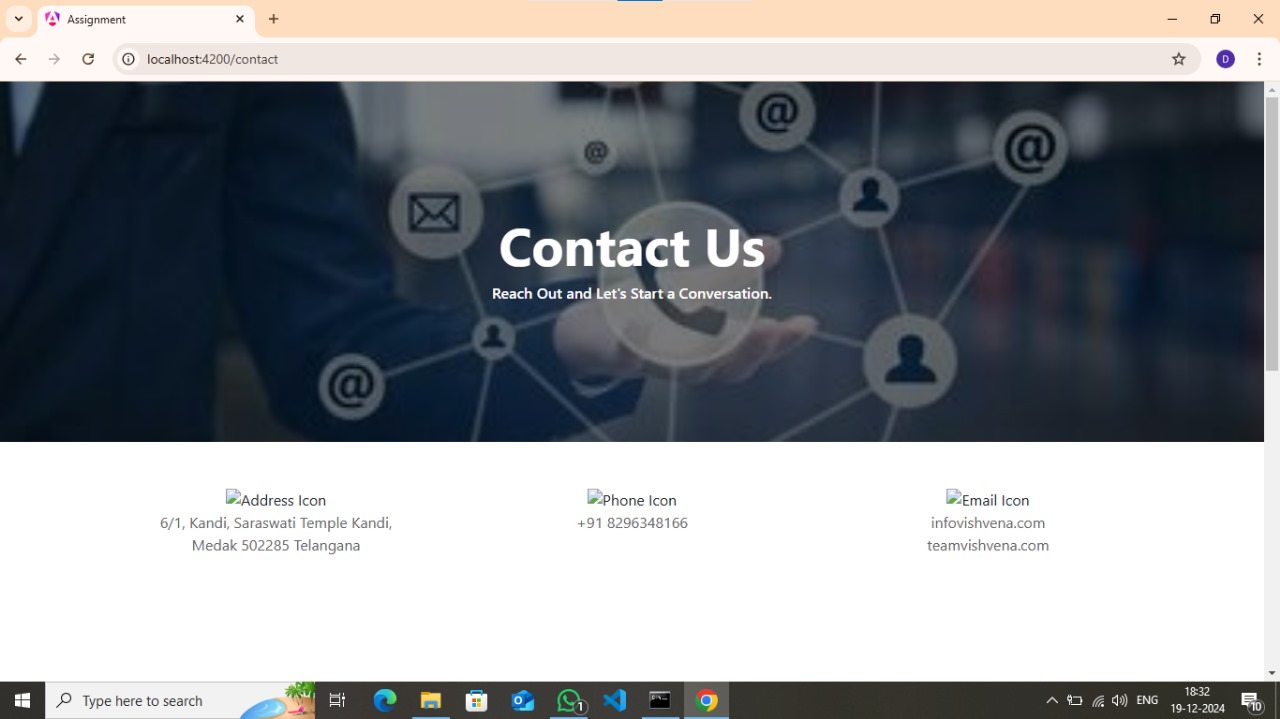 Assignment
localhost:4200/contact
D
@
@
@
@
Contact Us
Reach Out and Let's Start a Conversation.
Address Icon
6/1, Kandi, Saraswati Temple Kandi,
Medak 502285 Telangana
Phone Icon
+91 8296348166
Email Icon
infovishvena.com
teamvishvena.com
Type here to search
1
ENG
18:32
19-12-2024
10